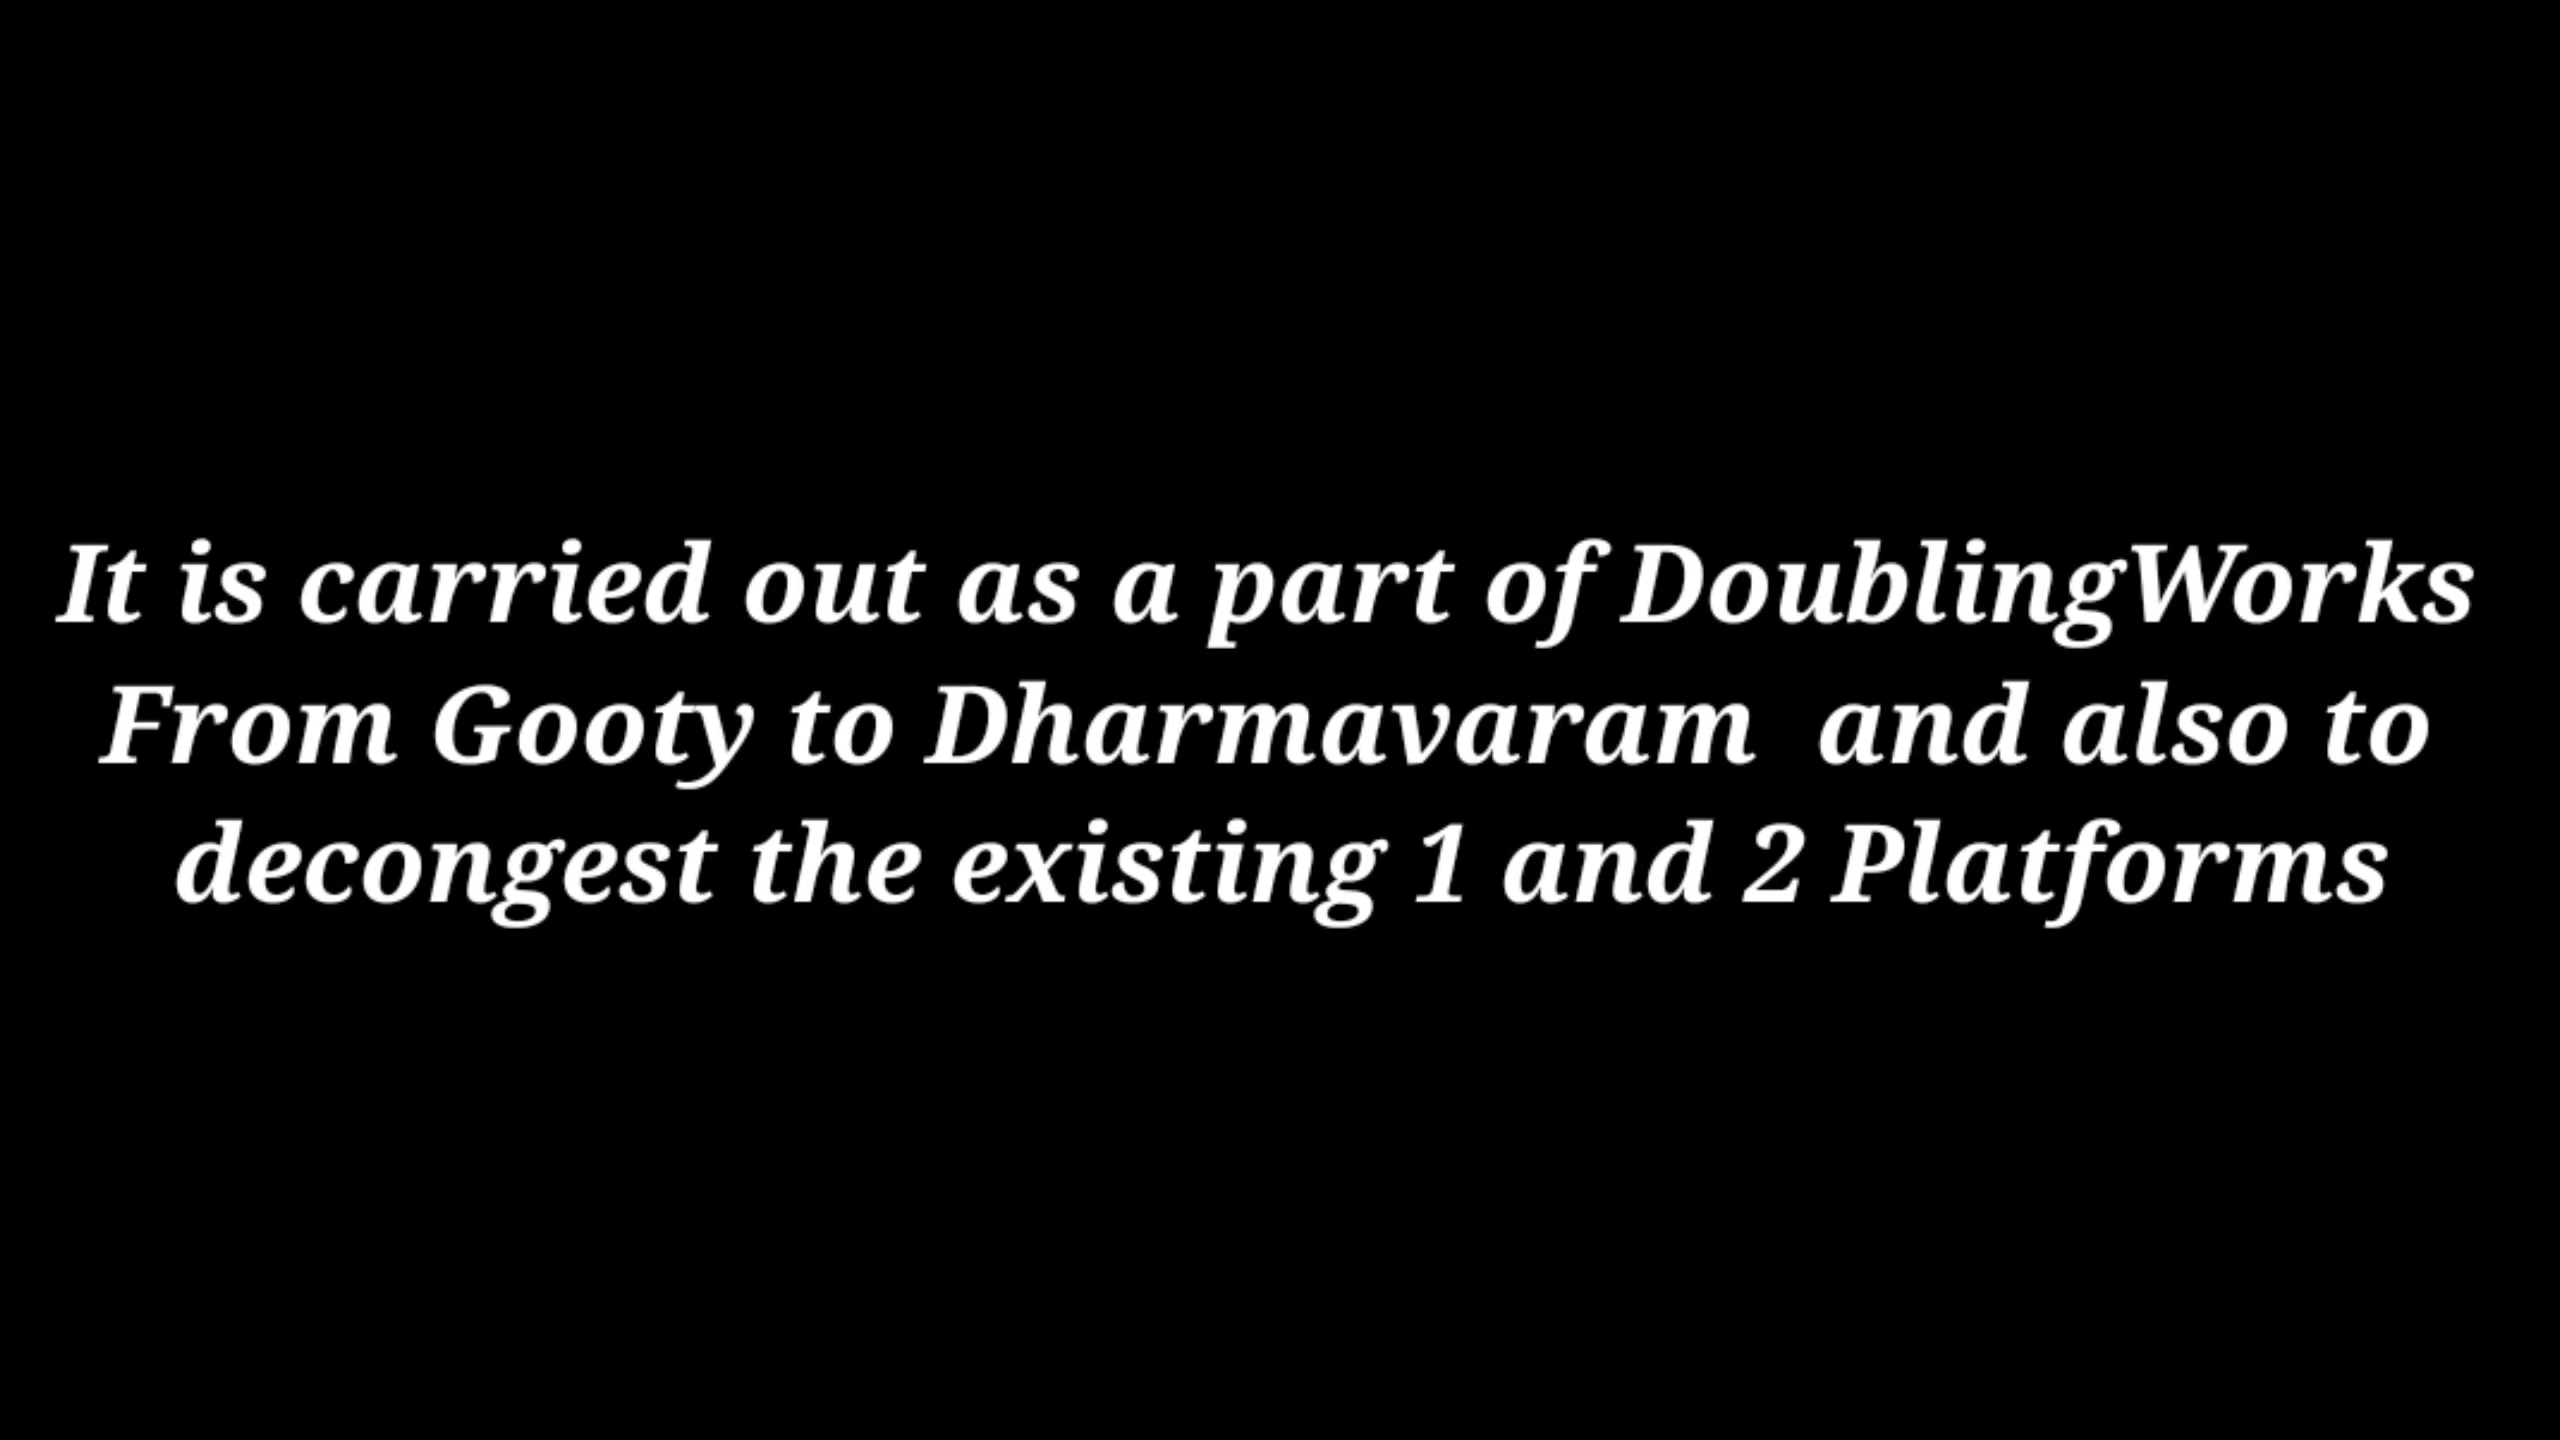 It is carried out as a part of DoublingWorks
From Gooty to Dharmavaram  and also to
decongest the existing 1 and 2 Platforms